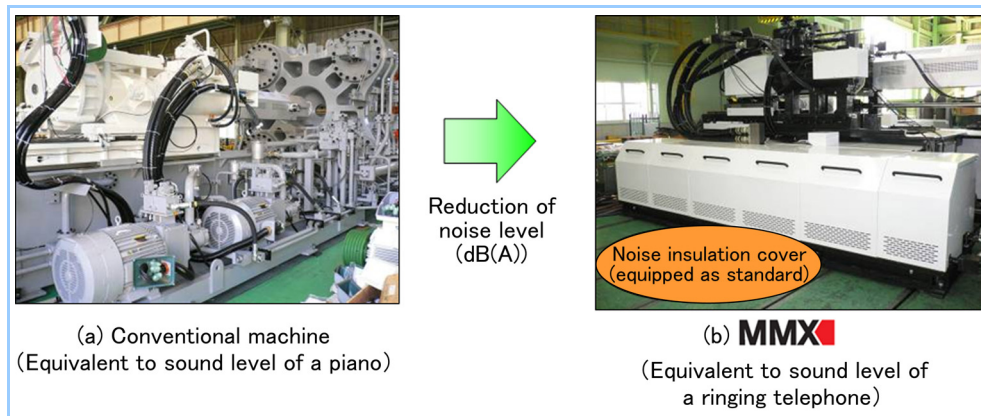 Reduction of
noise level
(dB(A))
Noise insulation cover
(equipped as standard)
(a) Conventional machine
(Equivalent to sound level of a piano)
(b) MMX
(Equivalent to sound level of
a ringing telephone)